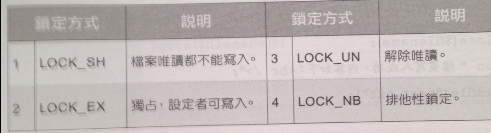 鎖定方式 說明 鎖定方式 說明
1 LOCK_SH 檔案唯讀都不能寫入。 3 LOCK_UN 解除唯讀。
2 LOCK_EX 獨占,設定者可寫入。 4 LOCK_NB 排他性鎖定。